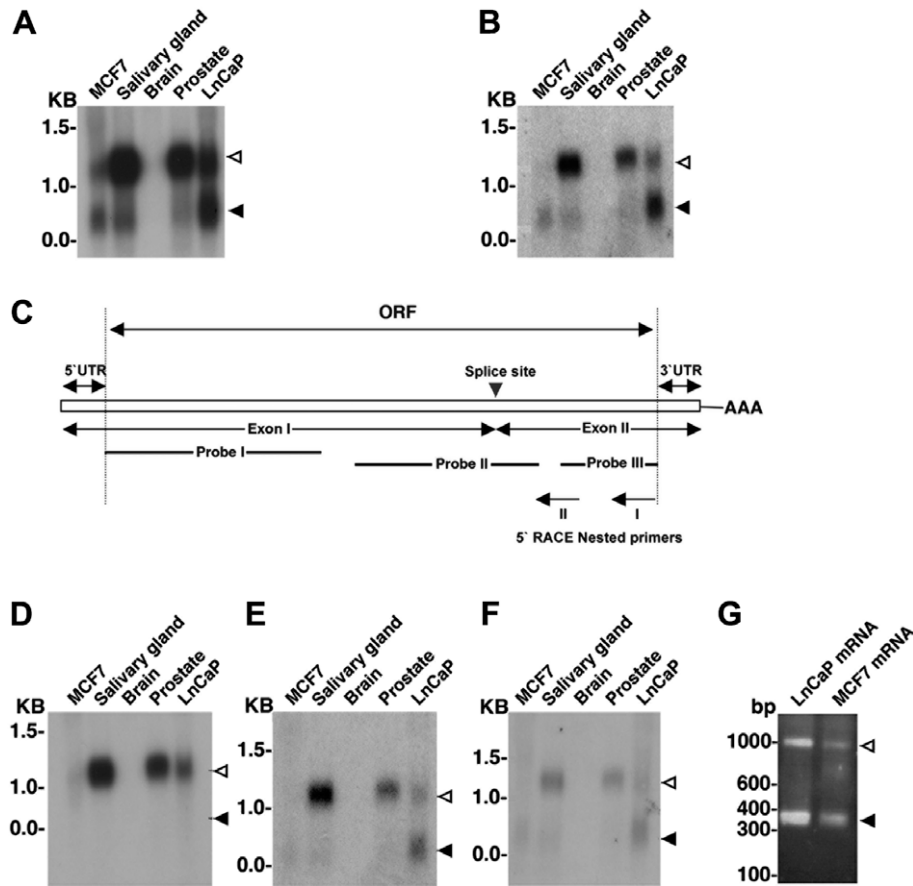 A
MCF7
Salivary gland
Brain
Prostate
LnCaP
KB
1.5-
1.0-
0.0-
B
MCF7
Salivary gland
Brain
Prostate
LnCaP
KB
1.5-
1.0-
0.0-
C
ORF
5`UTR
Splice site
3`UTR
AAA
Exon I
Exon II
Probe I
Probe II
Probe III
II
I
5` RACE Nested primers
D
MCF7
Salivary gland
Brain
Prostate
LnCaP
KB
1.5-
1.0-
0.0-
E
MCF7
Salivary gland
Brain
Prostate
LnCaP
KB
1.5-
1.0-
0.0-
F
MCF7
Salivary gland
Brain
Prostate
LnCaP
KB
1.5-
1.0-
0.0-
G
LnCaP mRNA
MCF7 mRNA
bp
1000-
600-
400-
300-
100-